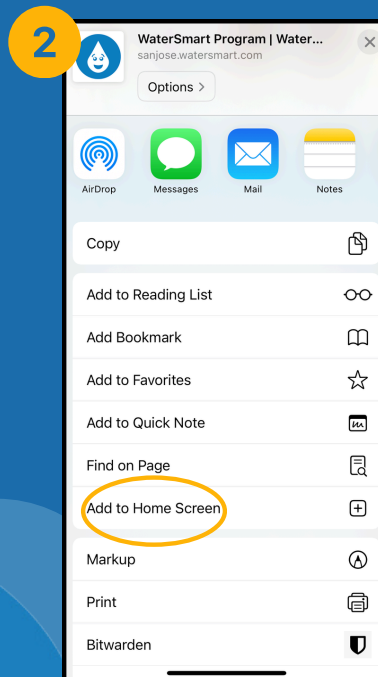 2
WaterSmart Program | Water...
sanjose.watersmart.com
Options >
AirDrop
Messages
Mail
Notes
Copy
Add to Reading List
Add Bookmark
Add to Favorites
Add to Quick Note
Find on Page
Add to Home Screen
Markup
Print
Bitwarden